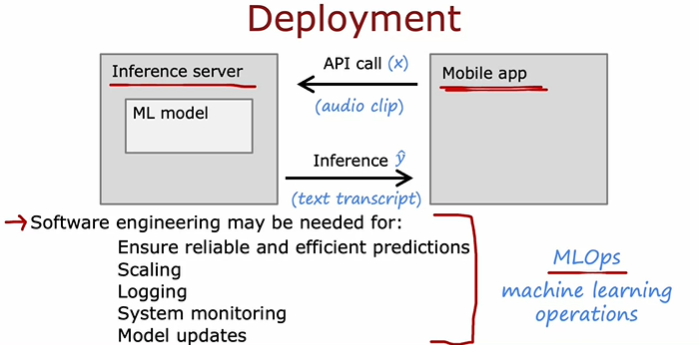 Deployment
Inference server
ML model
API call (x)
(audio clip)
Inference ŷ
(text transcript)
Mobile app
Software engineering may be needed for:
Ensure reliable and efficient predictions
Scaling
Logging
System monitoring
Model updates
MLOps
machine learning
operations